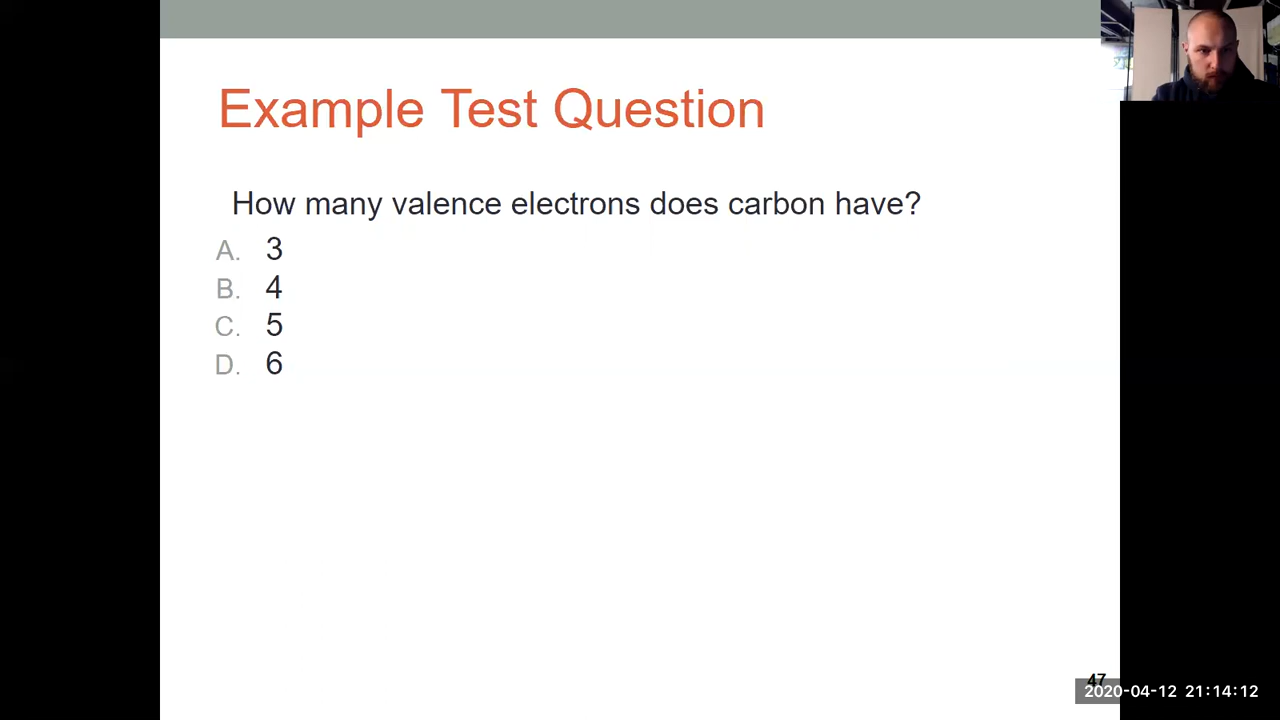 Example Test Question
How many valence electrons does carbon have?
A. 3
B. 4
C. 5
D. 6
47
2020-04-12 21:14:12